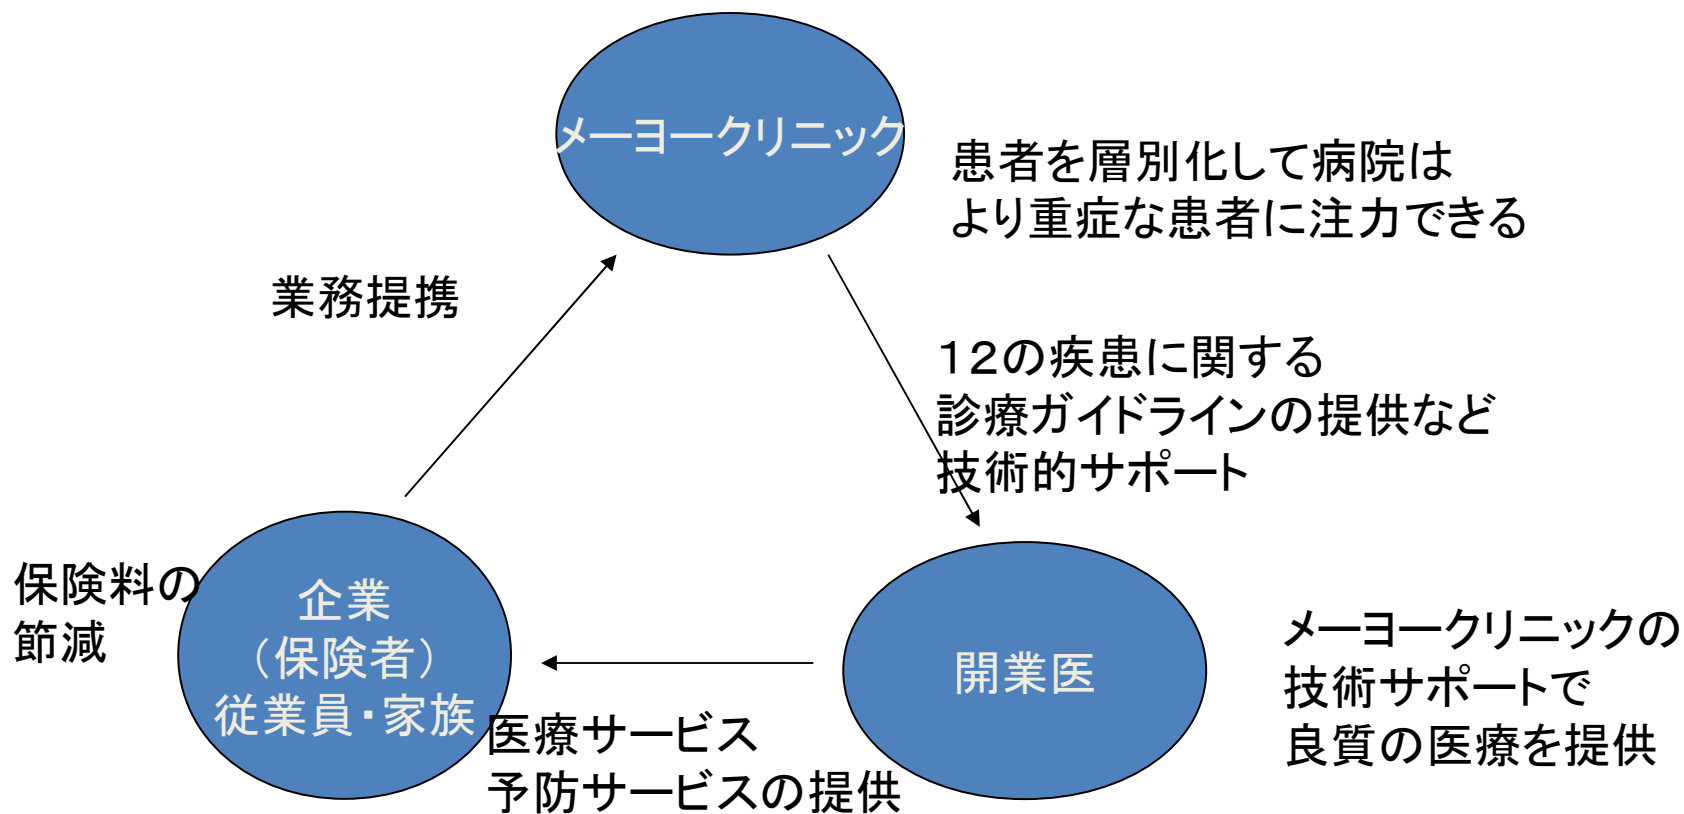 メーヨークリニック
患者を層別化して病院は
より重症な患者に注力できる
業務提携
１２の疾患に関する
診療ガイドラインの提供など
技術的サポート
保険料の
節減
企業
（保険者）
従業員・家族
開業医
メーヨークリニックの
技術サポートで
良質の医療を提供
医療サービス
予防サービスの提供